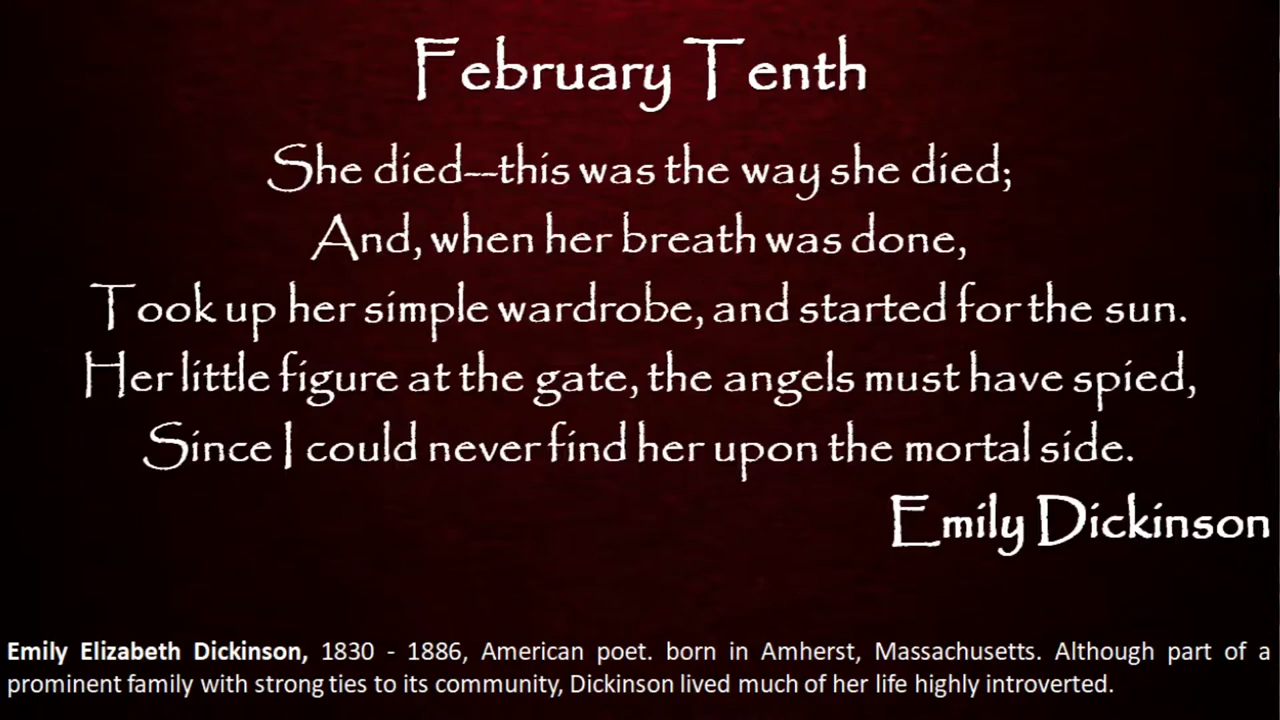 February Tenth
She died—this was the way she died;
And, when her breath was done,
Took up her simple wardrobe, and started for the sun.
Her little figure at the gate, the angels must have spied,
Since I could never find her upon the mortal side.
Emily Dickinson
Emily Elizabeth Dickinson, 1830 - 1886, American poet. born in Amherst, Massachusetts. Although part of a
prominent family with strong ties to its community, Dickinson lived much of her life highly introverted.